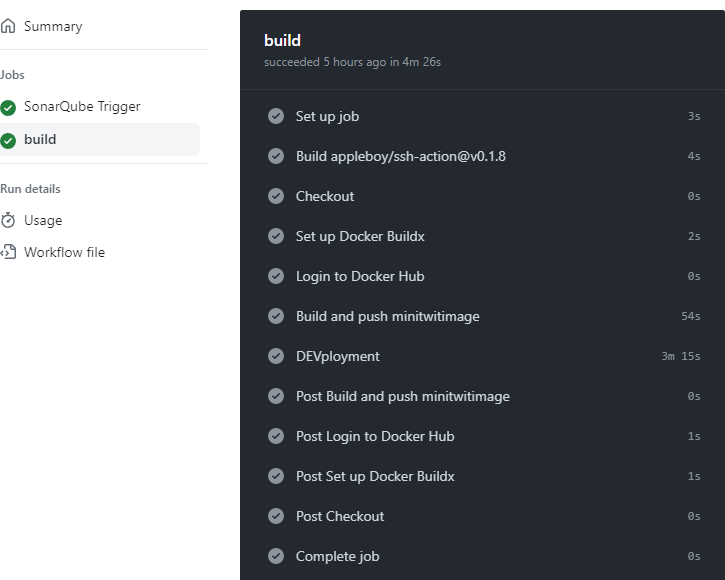 Summary
Jobs
SonarQube Trigger
build
Run details
Usage
Workflow file
build
succeeded 5 hours ago in 4m 26s
Set up job 3s
Build appleboy/ssh-action@v0.1.8 4s
Checkout 0s
Set up Docker Buildx 2s
Login to Docker Hub 0s
Build and push minitwitimage 54s
DEVployment 3m 15s
Post Build and push minitwitimage 0s
Post Login to Docker Hub 1s
Post Set up Docker Buildx 1s
Post Checkout 0s
Complete job 0s